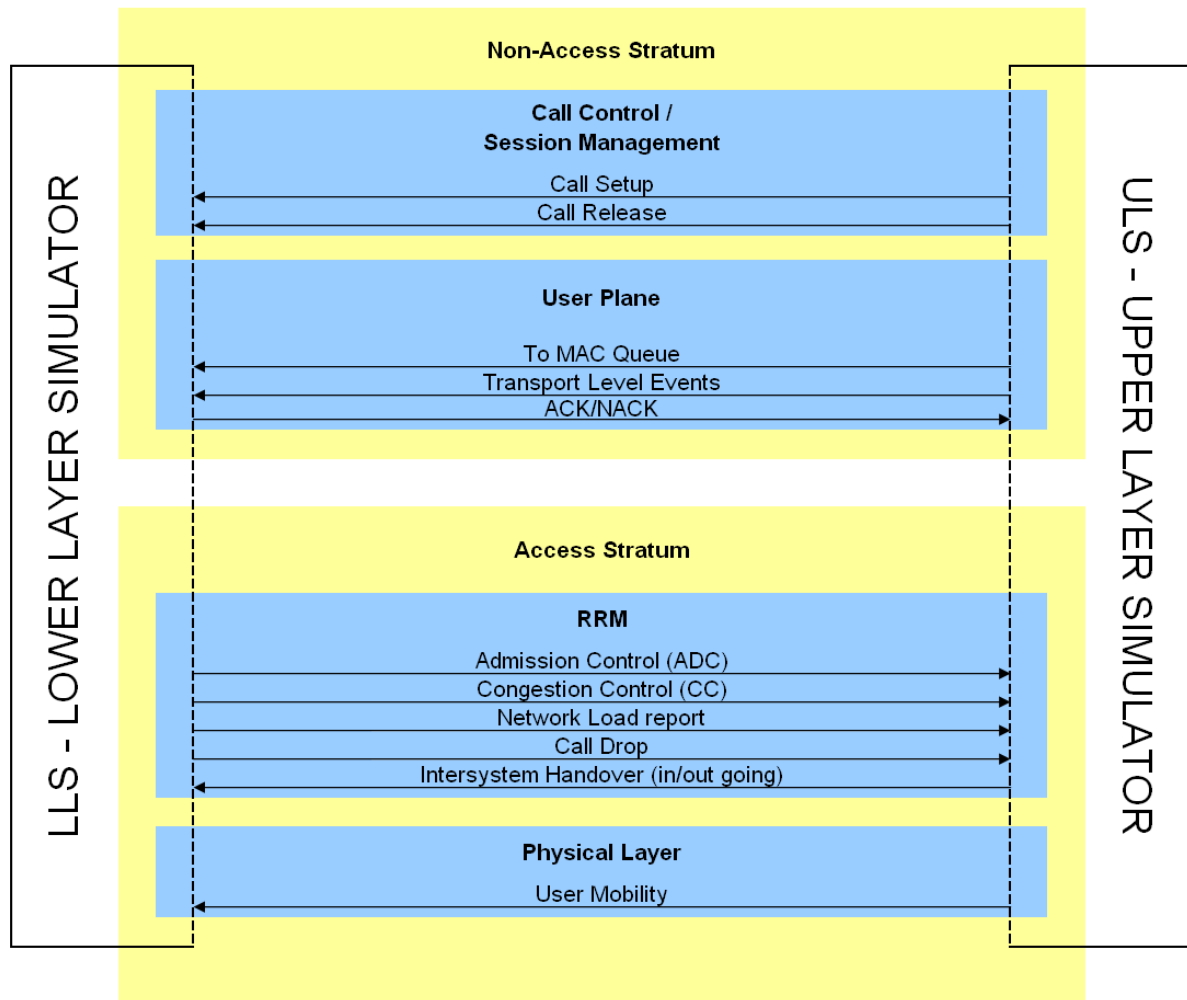 Non-Access Stratum
Call Control /
Session Management
Call Setup
Call Release
User Plane
To MAC Queue
Transport Level Events
ACK/NACK
Access Stratum
RRM
Admission Control (ADC)
Congestion Control (CC)
Network Load report
Call Drop
Intersystem Handover (in/out going)
Physical Layer
User Mobility
LLS - LOWER LAYER SIMULATOR
ULS - UPPER LAYER SIMULATOR